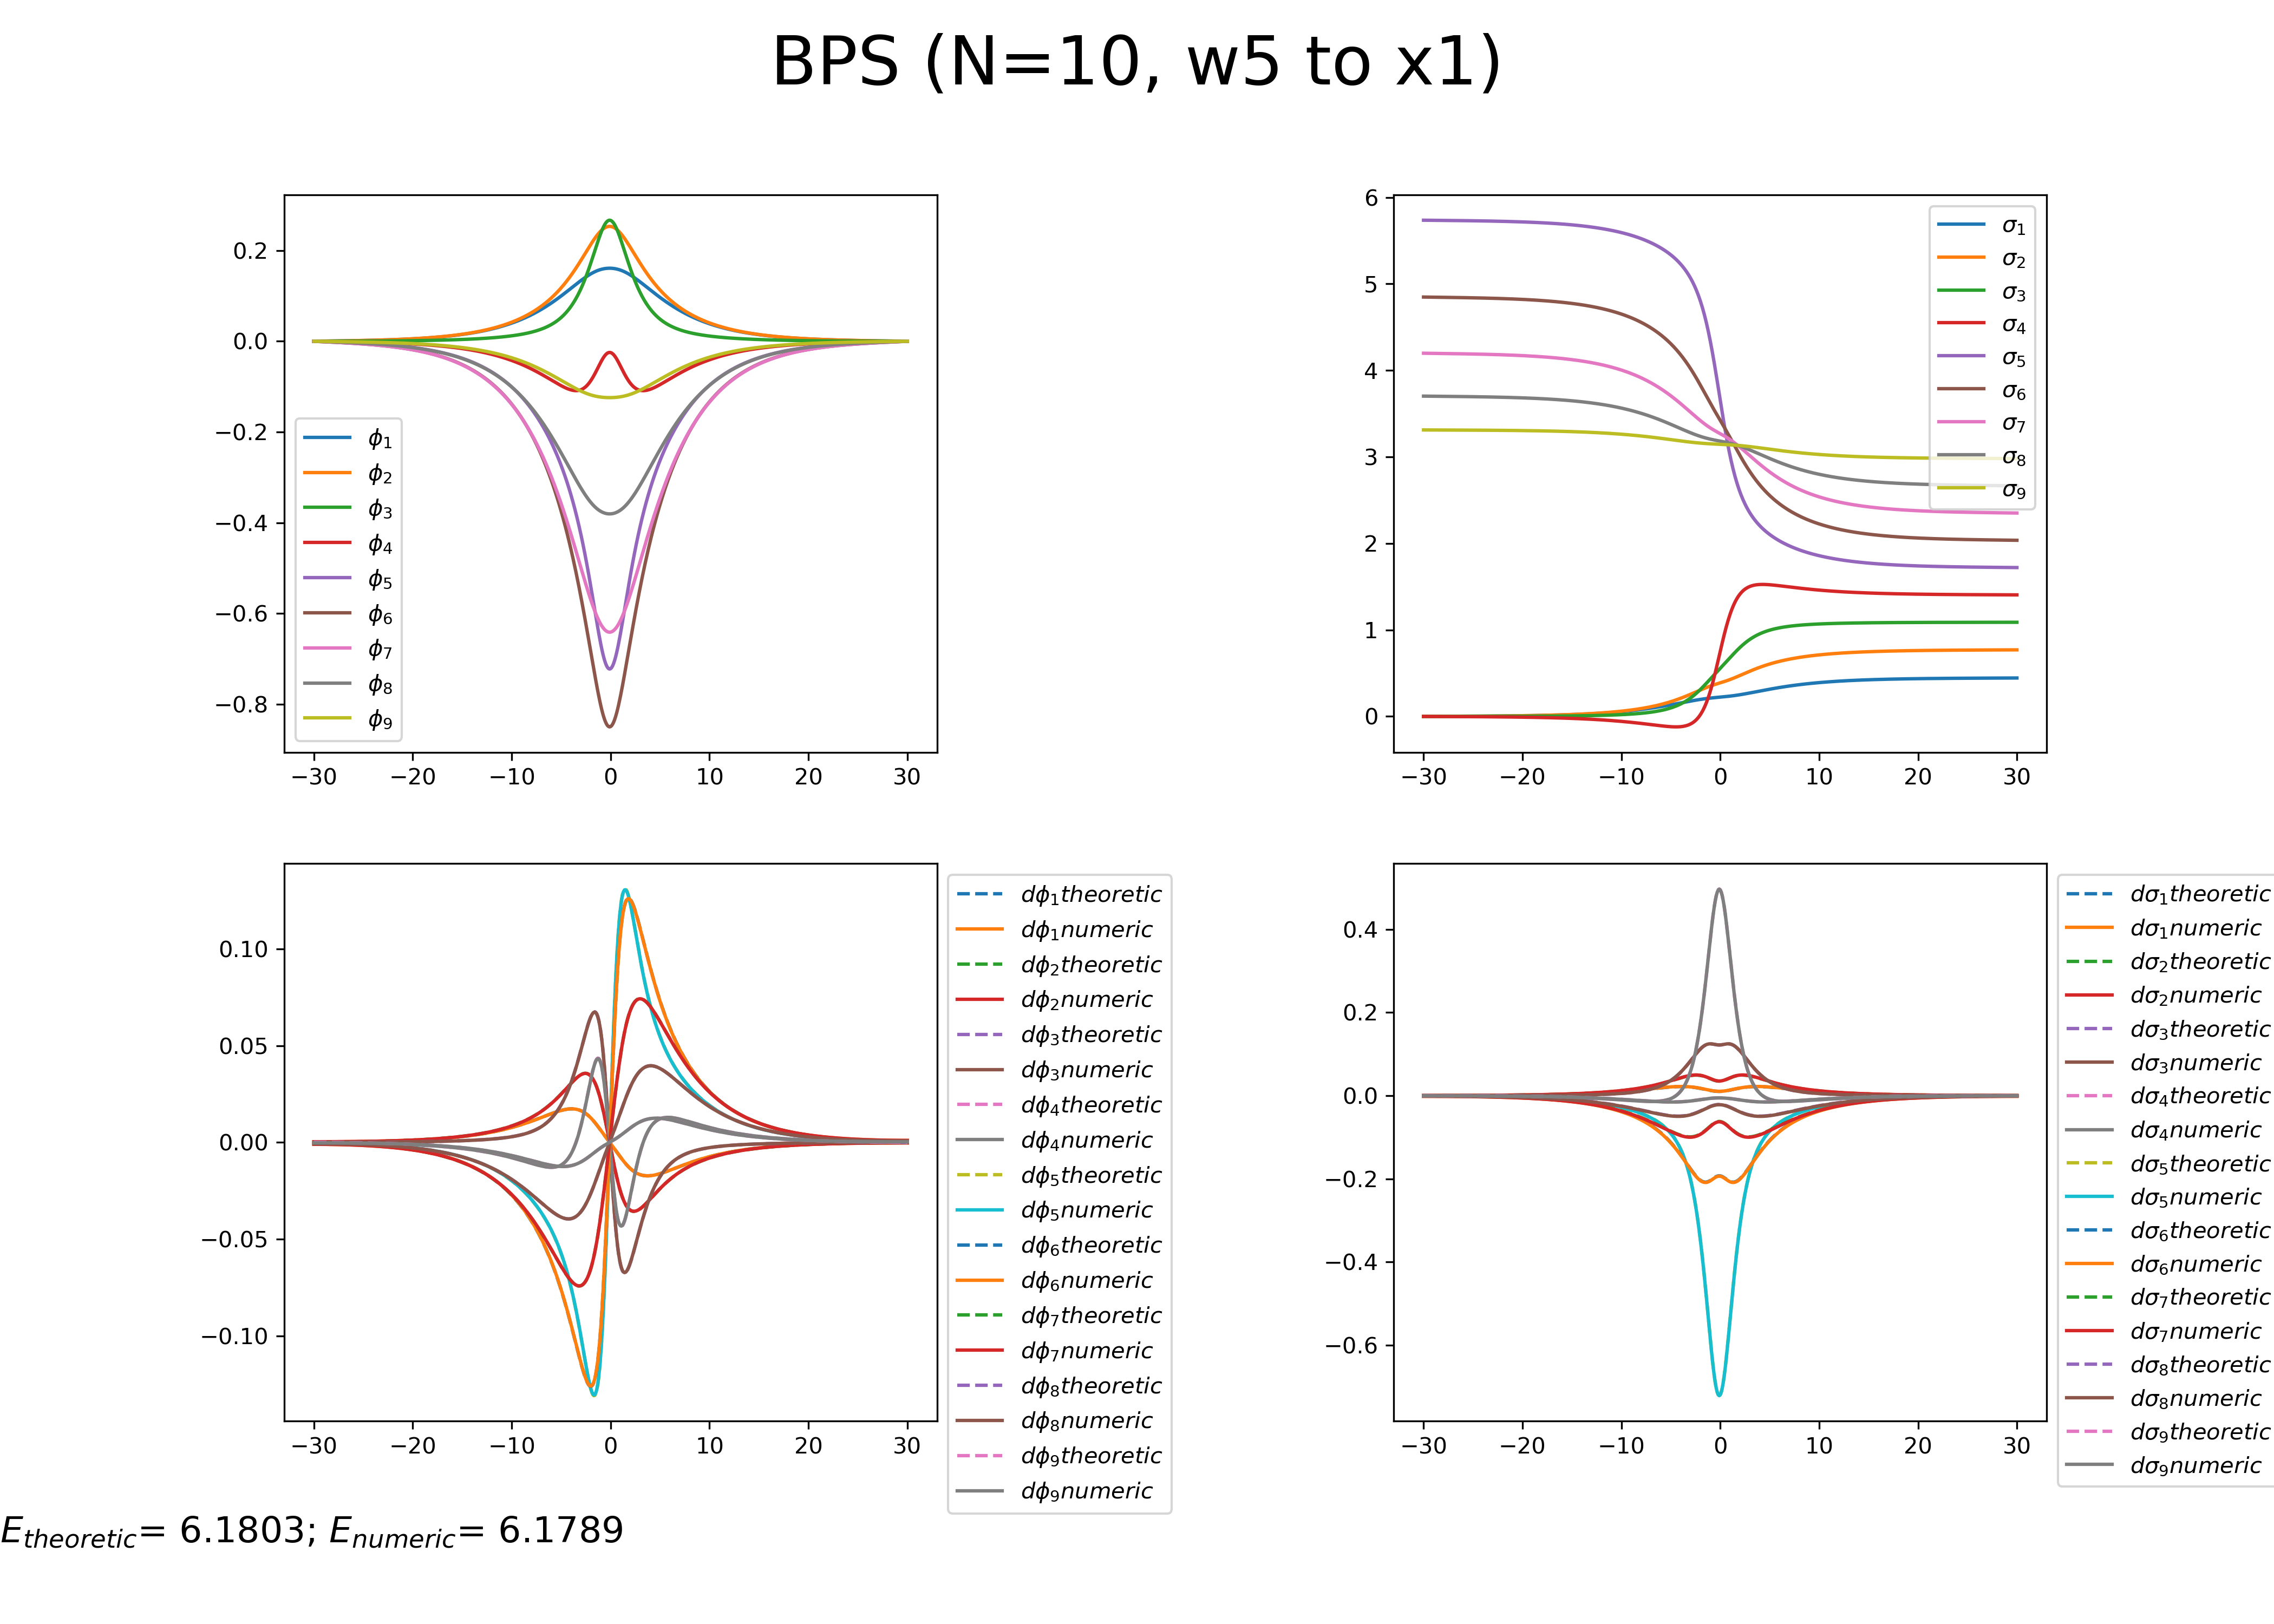 BPS (N=10, w5 to x1)
0.2
0.0
−0.2
−0.4
−0.6
−0.8
−30 −20 −10 0 10 20 30
ϕ₁
ϕ₂
ϕ₃
ϕ₄
ϕ₅
ϕ₆
ϕ₇
ϕ₈
ϕ₉
6
5
4
3
2
1
0
−30 −20 −10 0 10 20 30
σ₁
σ₂
σ₃
σ₄
σ₅
σ₆
σ₇
σ₈
σ₉
0.10
0.05
0.00
−0.05
−0.10
−30 −20 −10 0 10 20 30
dϕ₁theoretic
dϕ₁numeric
dϕ₂theoretic
dϕ₂numeric
dϕ₃theoretic
dϕ₃numeric
dϕ₄theoretic
dϕ₄numeric
dϕ₅theoretic
dϕ₅numeric
dϕ₆theoretic
dϕ₆numeric
dϕ₇theoretic
dϕ₇numeric
dϕ₈theoretic
dϕ₈numeric
dϕ₉theoretic
dϕ₉numeric
0.4
0.2
0.0
−0.2
−0.4
−0.6
−30 −20 −10 0 10 20 30
dσ₁theoretic
dσ₁numeric
dσ₂theoretic
dσ₂numeric
dσ₃theoretic
dσ₃numeric
dσ₄theoretic
dσ₄numeric
dσ₅theoretic
dσ₅numeric
dσ₆theoretic
dσ₆numeric
dσ₇theoretic
dσ₇numeric
dσ₈theoretic
dσ₈numeric
dσ₉theoretic
dσ₉numeric
E_theoretic= 6.1803; E_numeric= 6.1789